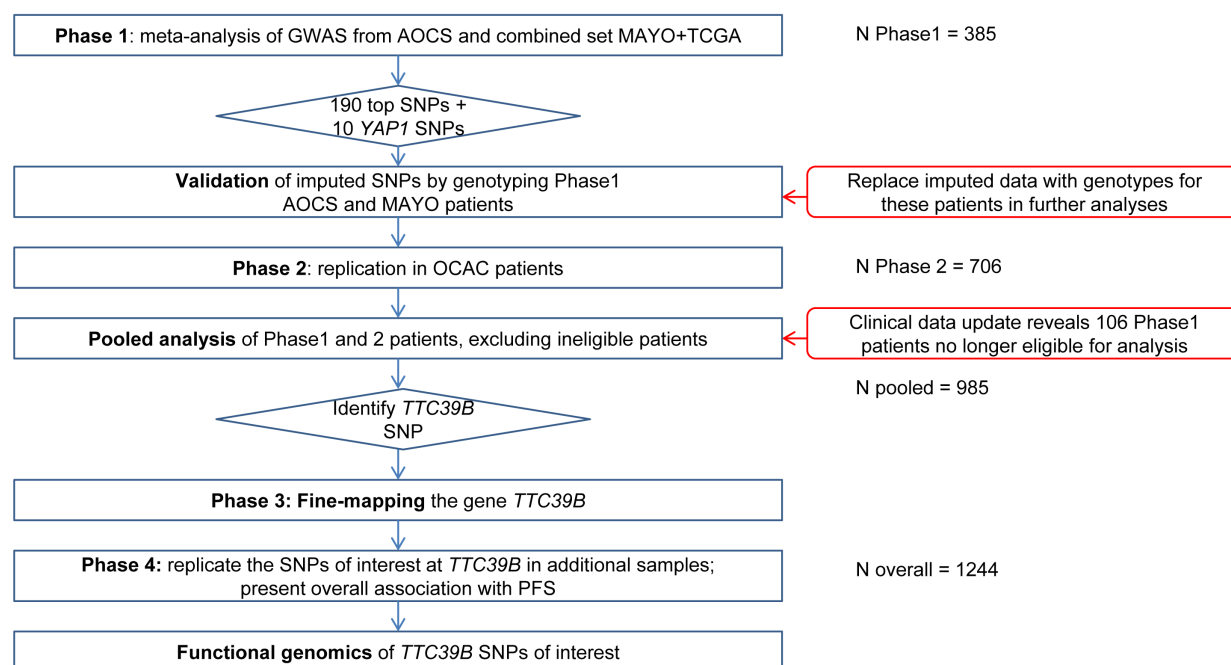 Phase 1: meta-analysis of GWAS from AOCS and combined set MAYO+TCGA
N Phase1 = 385
190 top SNPs +
10 YAP1 SNPs
Validation of imputed SNPs by genotyping Phase1
AOCS and MAYO patients
Replace imputed data with genotypes for
these patients in further analyses
Phase 2: replication in OCAC patients
N Phase 2 = 706
Pooled analysis of Phase1 and 2 patients, excluding ineligible patients
Clinical data update reveals 106 Phase1
patients no longer eligible for analysis
N pooled = 985
Identify TTC39B
SNP
Phase 3: Fine-mapping the gene TTC39B
Phase 4: replicate the SNPs of interest at TTC39B in additional samples;
present overall association with PFS
N overall = 1244
Functional genomics of TTC39B SNPs of interest